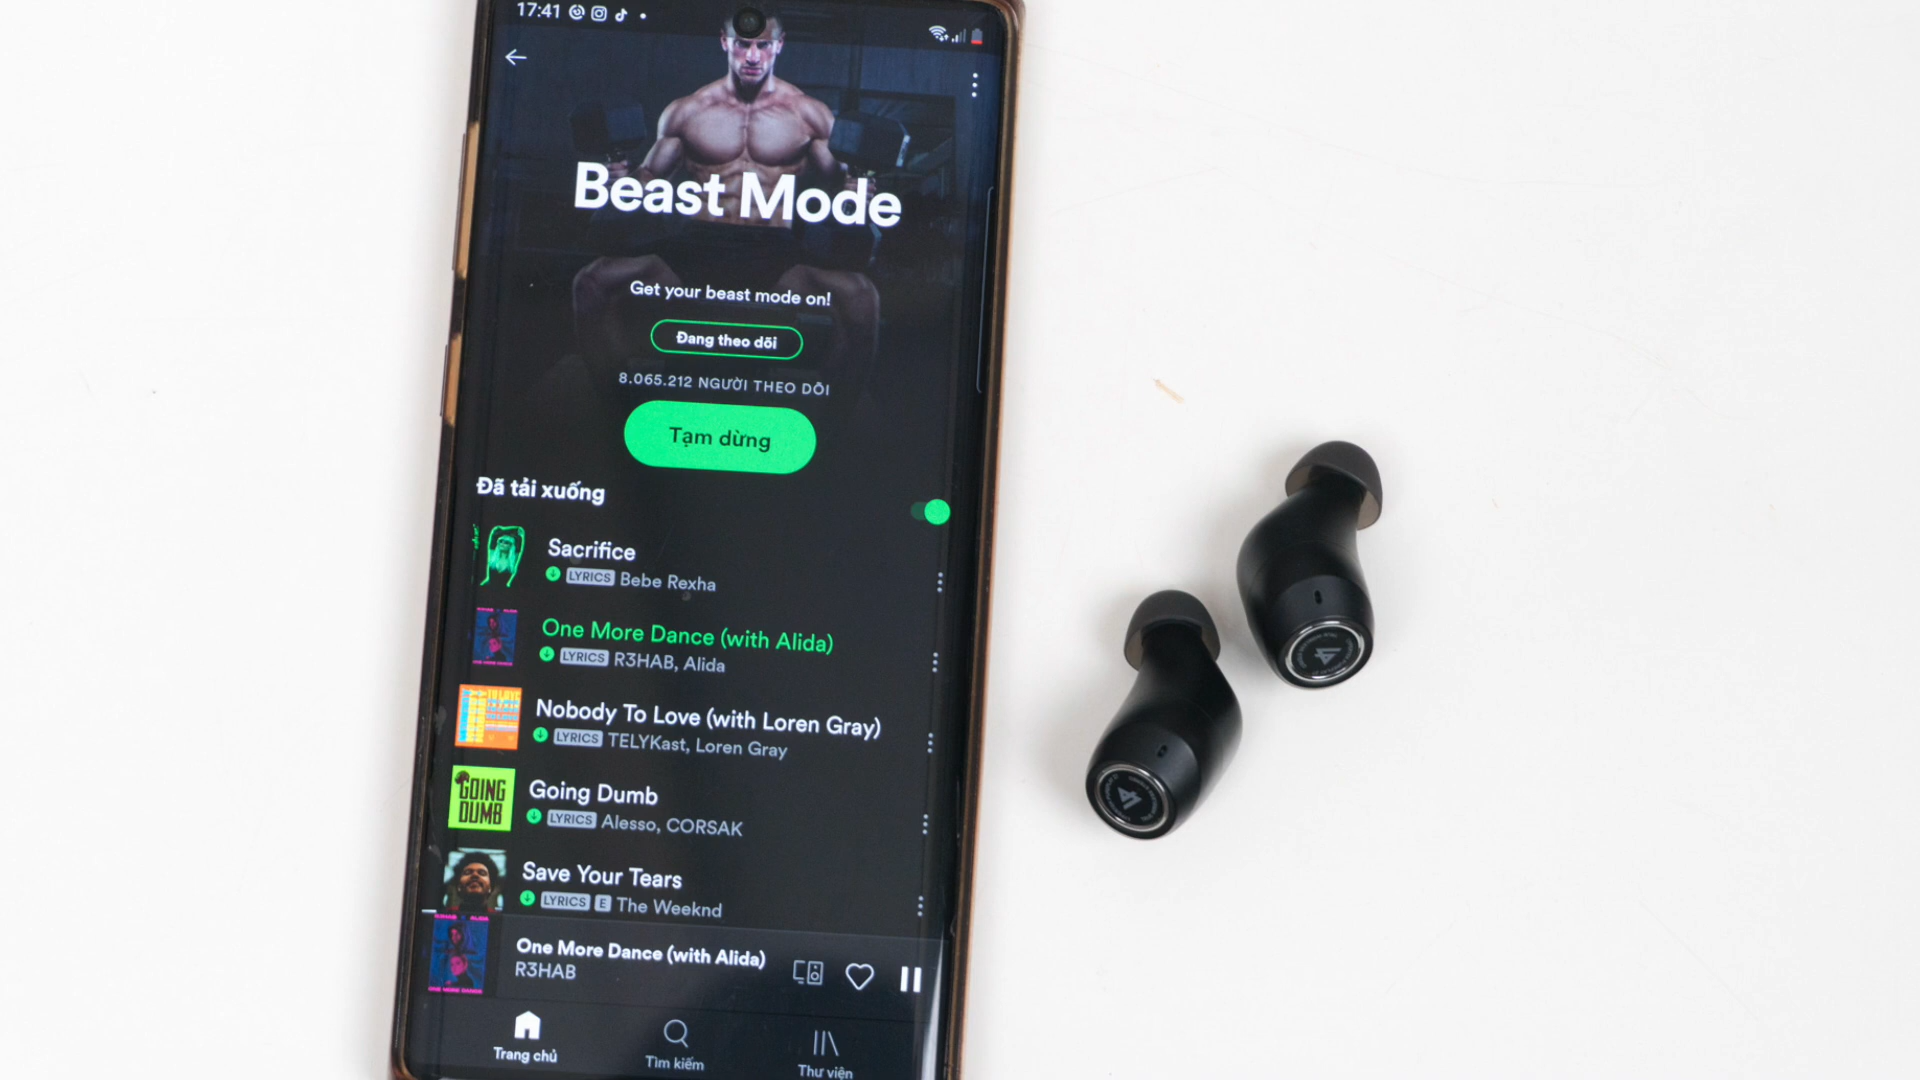 17:41
Beast Mode
Get your beast mode on!
Đang theo dõi
8.065.212 NGƯỜI THEO DÕI
Tạm dừng
Đã tải xuống
Sacrifice
LYRICS Bebe Rexha
One More Dance (with Alida)
LYRICS R3HAB, Alida
Nobody To Love (with Loren Gray)
LYRICS TELYKast, Loren Gray
GOING DUMB
Going Dumb
LYRICS Alesso, CORSAK
Save Your Tears
LYRICS E The Weeknd
One More Dance (with Alida)
R3HAB
Trang chủ
Tìm kiếm
Thư viện